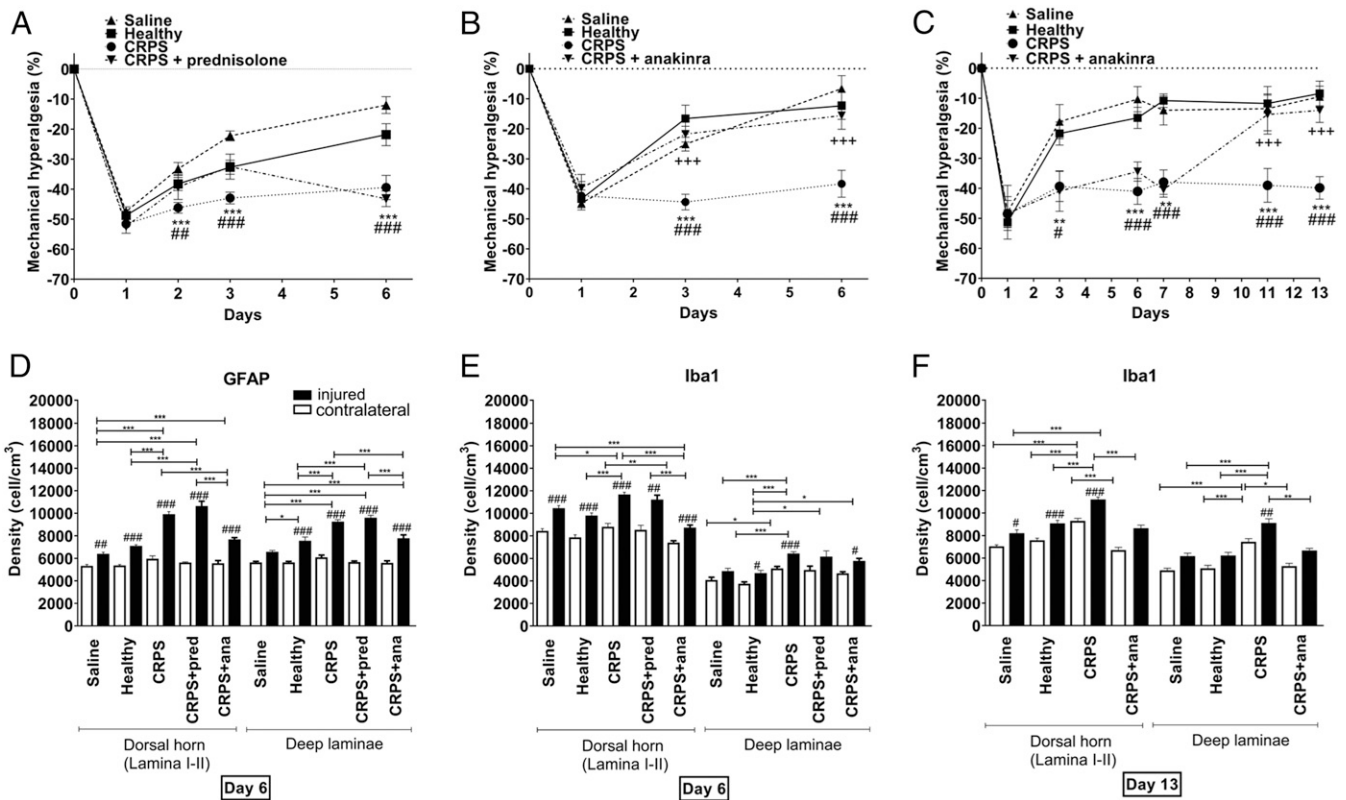 A
Saline
Healthy
CRPS
CRPS + prednisolone
Mechanical hyperalgesia (%)
0
-10
-20
-30
-40
-50
-60
-70
***
##
***
###
***
###
0 1 2 3 4 5 6
Days
B
Saline
Healthy
CRPS
CRPS + anakinra
Mechanical hyperalgesia (%)
0
-10
-20
-30
-40
-50
-60
-70
+++
***
###
+++
***
###
0 1 2 3 4 5 6
Days
C
Saline
Healthy
CRPS
CRPS + anakinra
Mechanical hyperalgesia (%)
0
-10
-20
-30
-40
-50
-60
-70
**
#
***
###
**
###
+++
***
###
+++
***
###
0 1 2 3 4 5 6 7 8 9 10 11 12 13
Days
D
GFAP
injured
contralateral
Density (cell/cm³)
20000
18000
16000
14000
12000
10000
8000
6000
4000
2000
0
***
***
***
***
***
***
***
## ### ### ### ###
***
***
***
***
***
***
***
*
### ### ### ###
Saline Healthy CRPS CRPS+pred CRPS+ana Saline Healthy CRPS CRPS+pred CRPS+ana
Dorsal horn
(Lamina I-II)
Deep laminae
Day 6
E
Iba1
Density (cell/cm³)
20000
18000
16000
14000
12000
10000
8000
6000
4000
2000
0
***
* ***
**
*** ***
### ### ### ## ###
***
***
*
*
*
***
# ### #
Saline Healthy CRPS CRPS+pred CRPS+ana Saline Healthy CRPS CRPS+pred CRPS+ana
Dorsal horn
(Lamina I-II)
Deep laminae
Day 6
F
Iba1
Density (cell/cm³)
20000
18000
16000
14000
12000
10000
8000
6000
4000
2000
0
***
***
*** ***
***
***
# ### ###
***
***
*** *
*** **
##
Saline Healthy CRPS CRPS+ana Saline Healthy CRPS CRPS+ana
Dorsal horn
(Lamina I-II)
Deep laminae
Day 13